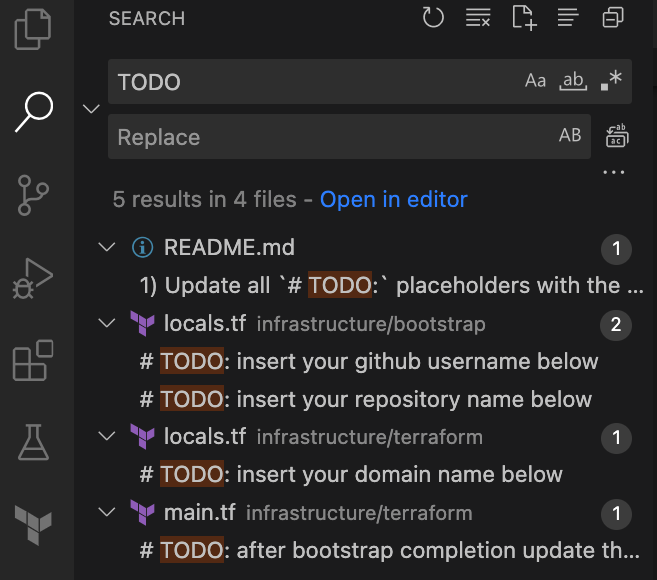 SEARCH
TODO
Aa ab
Replace
AB ab ac
5 results in 4 files - Open in editor
README.md 1
1) Update all `# TODO:` placeholders with the ...
locals.tf infrastructure/bootstrap 2
# TODO: insert your github username below
# TODO: insert your repository name below
locals.tf infrastructure/terraform 1
# TODO: insert your domain name below
main.tf infrastructure/terraform 1
# TODO: after bootstrap completion update th...